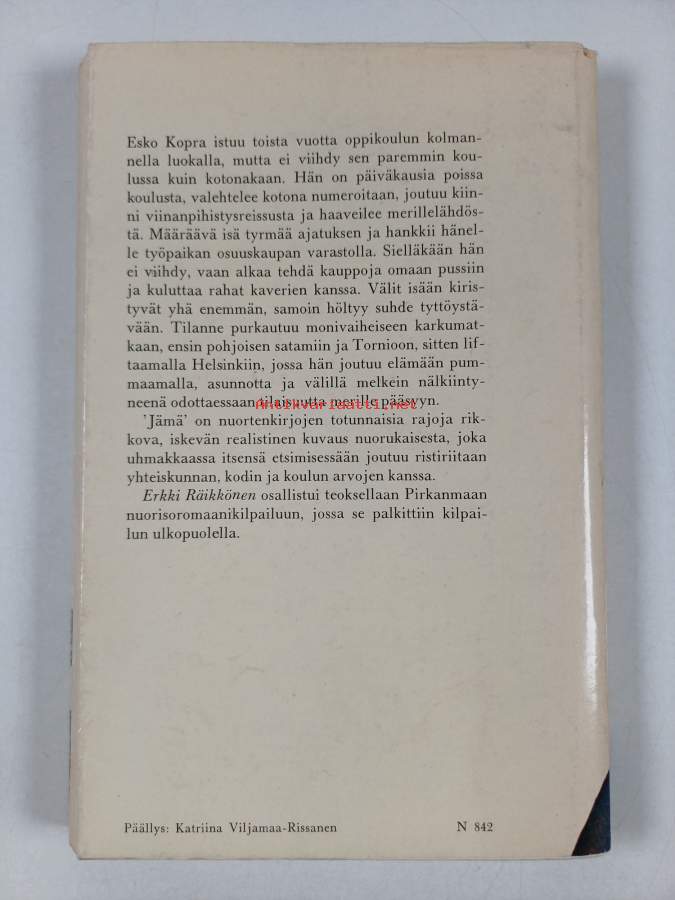 Esko Kopra istuu toista vuotta oppikoulun kolman-
nella luokalla, mutta ei viihdy sen paremmin kou-
lussa kuin kotonakaan. Hän on päiväkausia poissa
koulusta, valehtelee kotona numeroitaan, joutuu kiin-
ni viinanpihistysreissusta ja haaveilee merillelähdös-
tä. Määräävä isä tyrmää ajatuksen ja hankkii hänel-
le työpaikan osuuskaupan varastolla. Sielläkään hän
ei viihdy, vaan alkaa tehdä kauppoja omaan pussiin
ja kuluttaa rahat kaverien kanssa. Välit isään kiris-
tyvät yhä enemmän, samoin höltyy suhde tyttöystä-
vään. Tilanne purkautuu monivaiheiseen karkumat-
kaan, ensin pohjoisen satamiin ja Tornioon, sitten lif-
taamalla Helsinkiin, jossa hän joutuu elämään pum-
maamalla, asunnotta ja välillä melkein nälkiinty-
neenä odottaessaan tilaisuutta merille pääsyyn.
Antikvariaatti.net
'Jämä' on nuortenkirjojen totunnaisia rajoja rik-
kova, iskevän realistinen kuvaus nuorukaisesta, joka
uhmakkaassa itsensä etsimisessään joutuu ristiriitaan
yhteiskunnan, kodin ja koulun arvojen kanssa.
Erkki Räikkönen osallistui teoksellaan Pirkanmaan
nuorisoromaanikilpailuun, jossa se palkittiin kilpai-
lun ulkopuolella.
Päällys: Katriina Viljamaa-Rissanen N 842